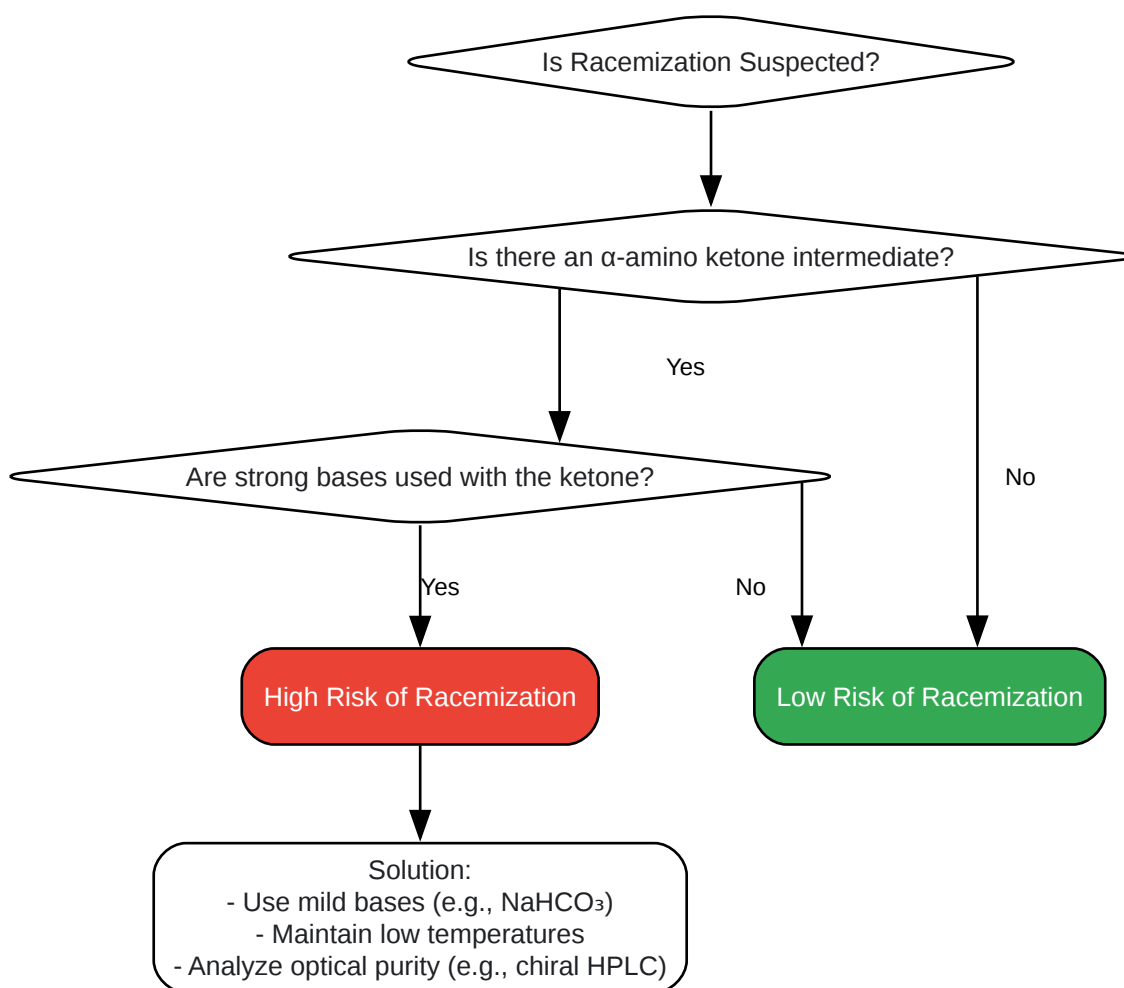 Is Racemization Suspected?
Is there an α-amino ketone intermediate?
Yes
Are strong bases used with the ketone?
No
Yes
No
High Risk of Racemization
Low Risk of Racemization
Solution:
- Use mild bases (e.g., NaHCO₃)
- Maintain low temperatures
- Analyze optical purity (e.g., chiral HPLC)